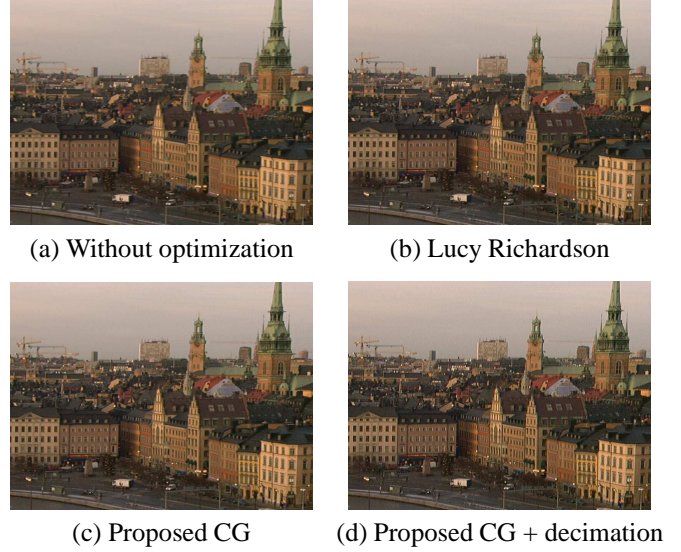 (a) Without optimization
(b) Lucy Richardson
(c) Proposed CG
(d) Proposed CG + decimation